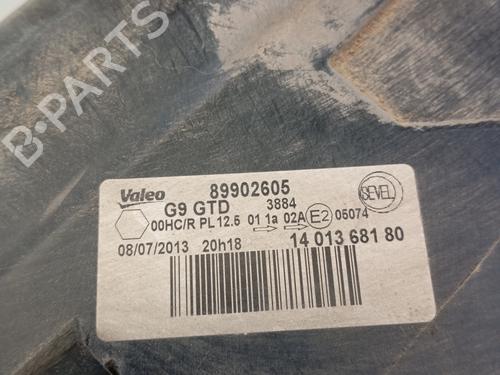 B-PARTS
Valeo 89902605
G9 GTD 3884
00HC/R PL 12.5 01 1a 02A E2 05074
SEVEL
08/07/2013 20h18 14 013 681 80